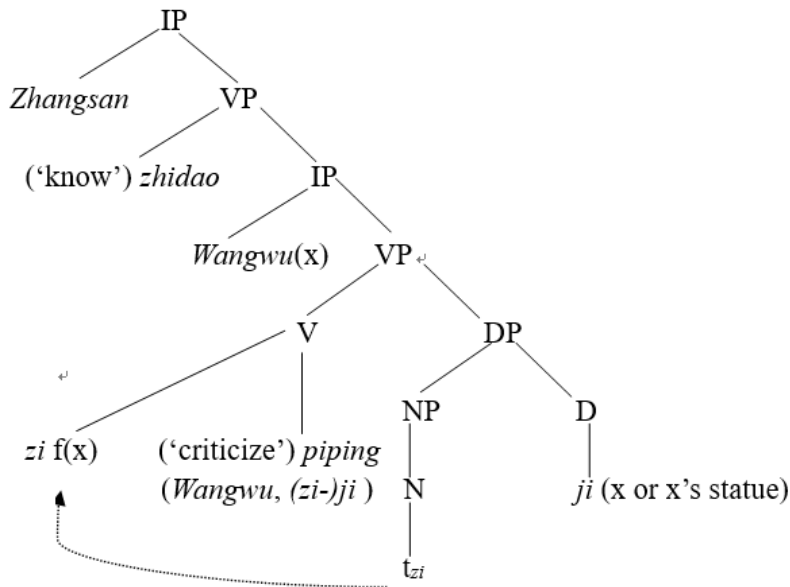 IP
Zhangsan VP
(‘know’) zhidao IP
Wangwu(x) VP↵
V DP
↵
NP D
zi f(x) (‘criticize’) piping
(Wangwu, (zi-)ji ) N ji (x or x’s statue)
tzi